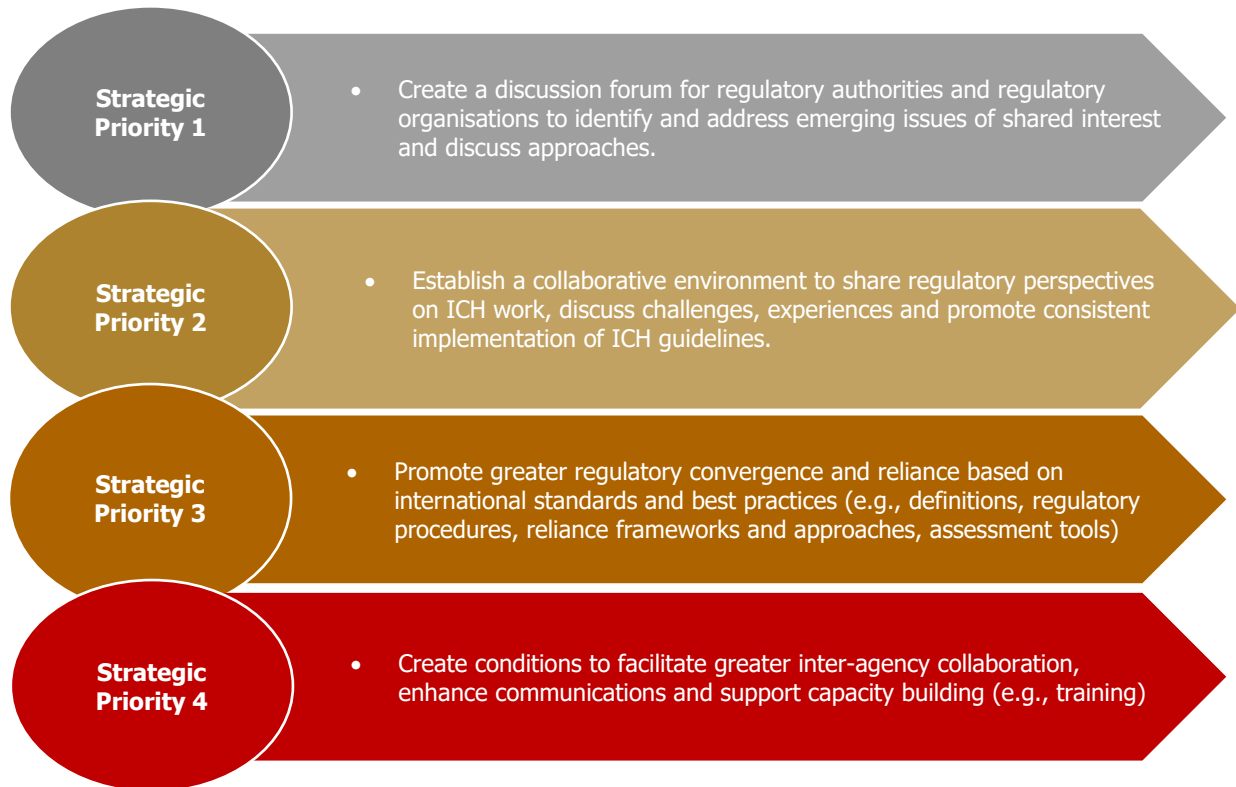 Strategic
Priority 1
• Create a discussion forum for regulatory authorities and regulatory
organisations to identify and address emerging issues of shared interest
and discuss approaches.
Strategic
Priority 2
• Establish a collaborative environment to share regulatory perspectives
on ICH work, discuss challenges, experiences and promote consistent
implementation of ICH guidelines.
Strategic
Priority 3
• Promote greater regulatory convergence and reliance based on
international standards and best practices (e.g., definitions, regulatory
procedures, reliance frameworks and approaches, assessment tools)
Strategic
Priority 4
• Create conditions to facilitate greater inter-agency collaboration,
enhance communications and support capacity building (e.g., training)